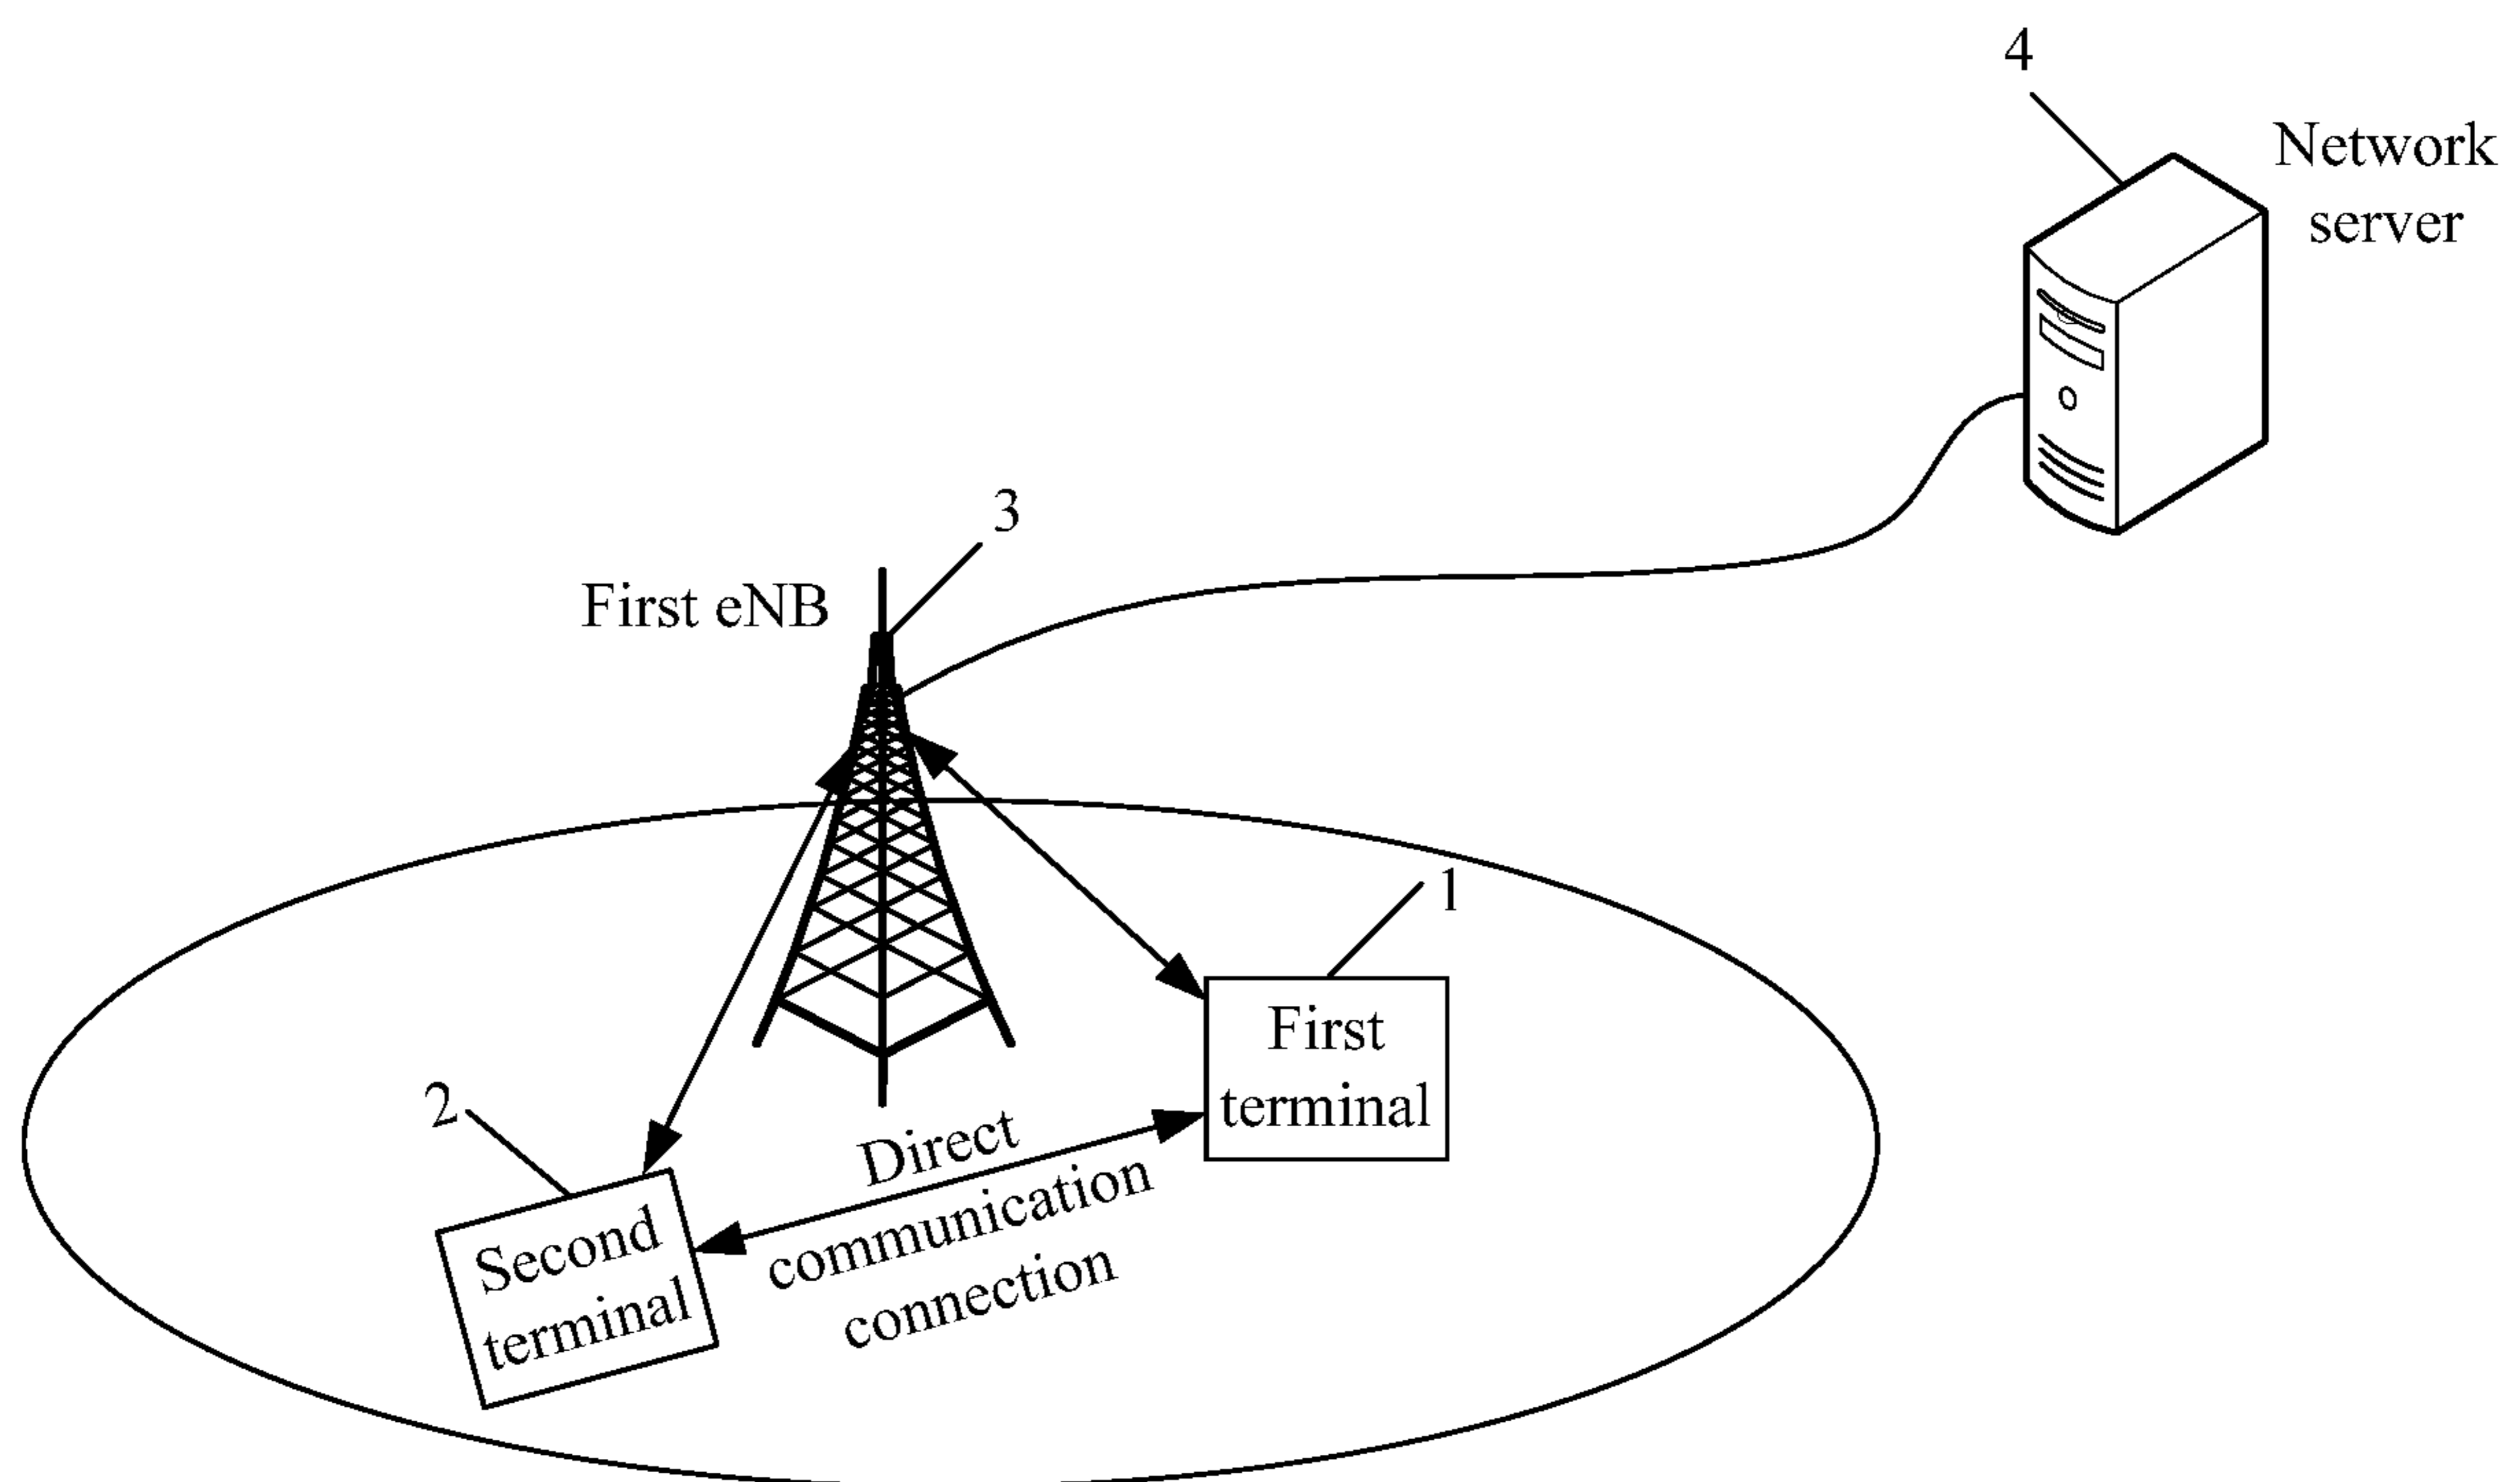 4
Network
server
3
First eNB
1
First
terminal
2
Direct
communication
connection
Second
terminal